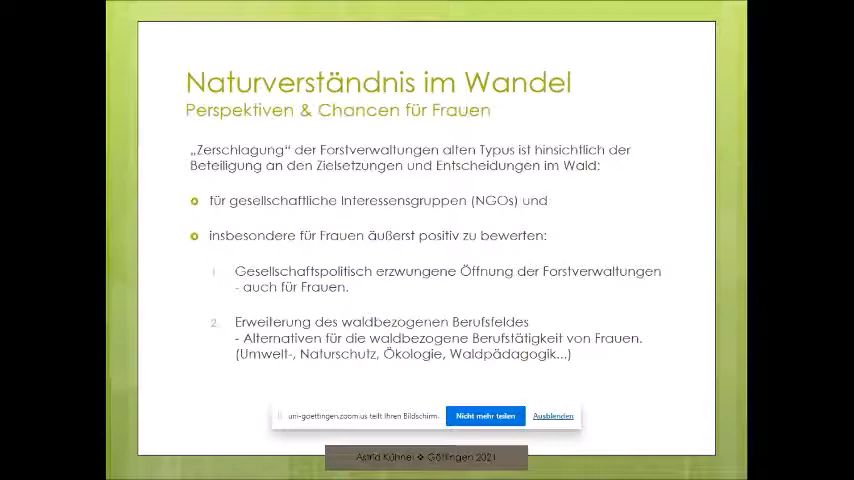 Naturverständnis im Wandel
Perspektiven & Chancen für Frauen
„Zerschlagung“ der Forstverwaltungen alten Typus ist hinsichtlich der
Beteiligung an den Zielsetzungen und Entscheidungen im Wald:
für gesellschaftliche Interessensgruppen (NGOs) und
insbesondere für Frauen äußerst positiv zu bewerten:
1. Gesellschaftspolitisch erzwungene Öffnung der Forstverwaltungen
- auch für Frauen.
2. Erweiterung des waldbezogenen Berufsfeldes
- Alternativen für die waldbezogene Berufstätigkeit von Frauen.
(Umwelt-, Naturschutz, Ökologie, Waldpädagogik...)
uni-goettingen.zoom.us teilt Ihren Bildschirm. Nicht mehr teilen Ausblenden
Astrid Kühnel ❖ Göttingen 2021